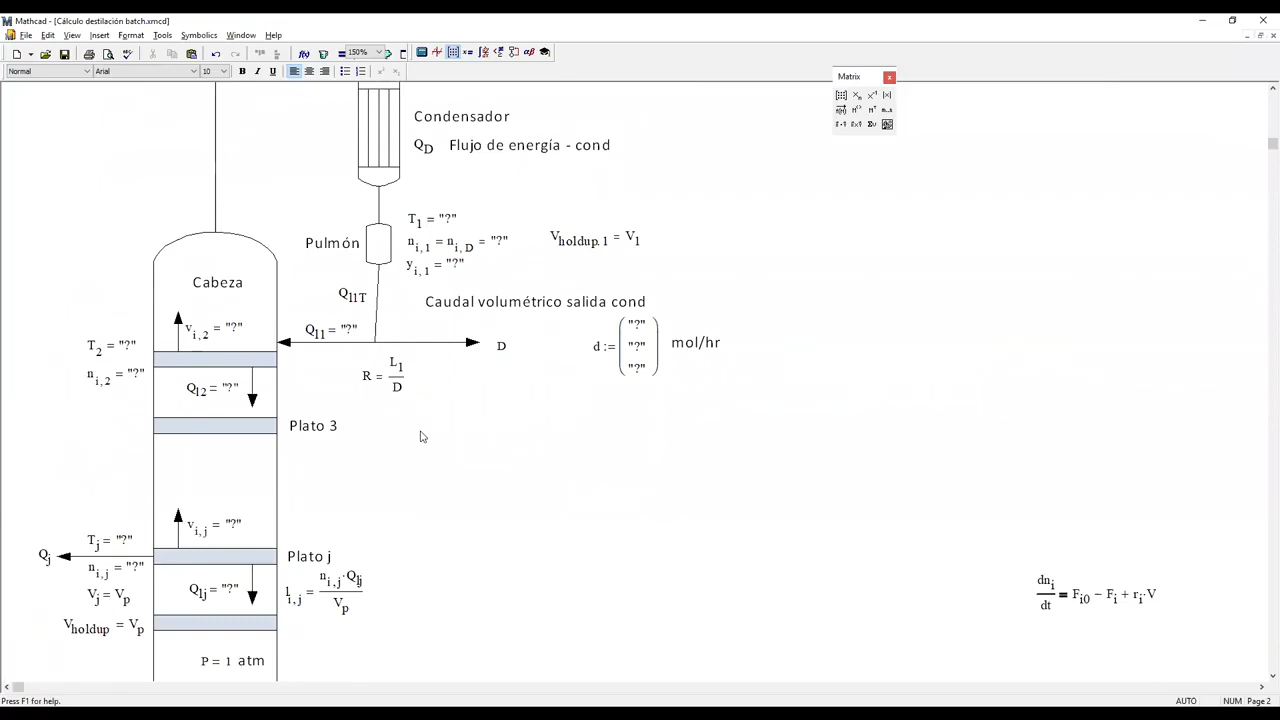 Mathcad - [Cálculo destilación batch.xmcd]
File Edit View Insert Format Tools Symbolics Window Help
150%
Normal Arial 10 B I U
Matrix
Condensador
Q_D Flujo de energía - cond
T_1 = "?"
Pulmón
n_i,1 = n_i,D = "?"
V_holdup.1 = V_1
y_i,1 = "?"
Cabeza
Q_l1T
Caudal volumétrico salida cond
v_i,2 = "?"
Q_l1 = "?"
T_2 = "?"
D
d := ( "?" "?" "?" ) mol/hr
R = L_1 / D
n_i,2 = "?"
Q_l2 = "?"
Plato 3
v_i,j = "?"
T_j = "?"
Q_j
Plato j
n_i,j = "?"
V_j = V_p
Q_lj = "?"
l_i,j = n_i,j·Q_lj / V_p
dn_i / dt = F_i0 − F_i + r_i·V
V_holdup = V_p
P = 1 atm
Press F1 for help. AUTO NUM Page 2